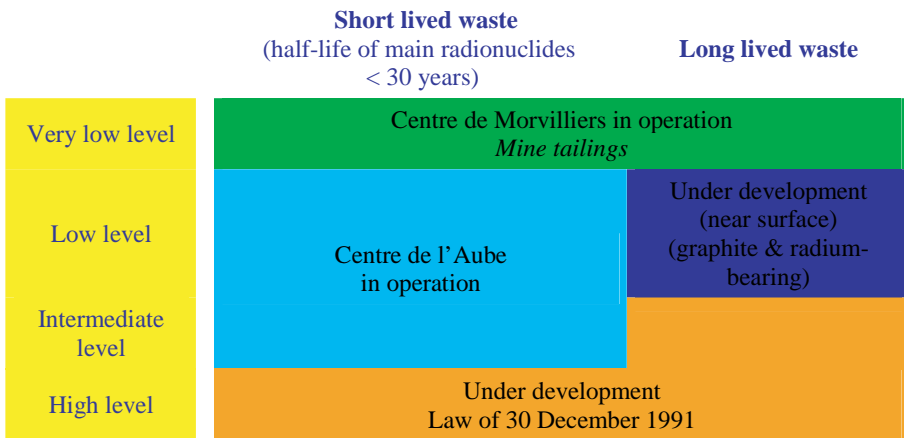 Short lived waste
(half-life of main radionuclides
< 30 years)
Long lived waste
Very low level
Centre de Morvilliers in operation
Mine tailings
Low level
Centre de l’Aube
in operation
Under development
(near surface)
(graphite & radium-
bearing)
Intermediate
level
High level
Under development
Law of 30 December 1991